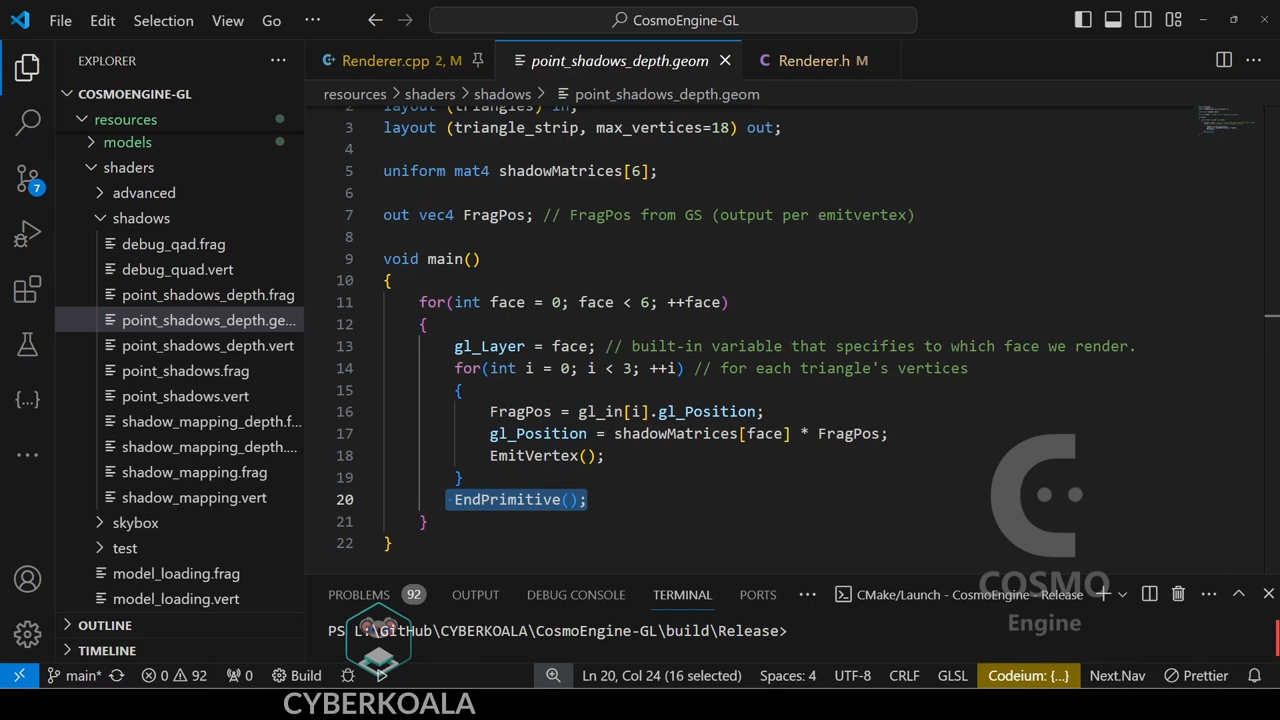 File Edit Selection View Go ··· CosmoEngine-GL
EXPLORER ···
Renderer.cpp 2, M point_shadows_depth.geom Renderer.h M ···
COSMOENGINE-GL
resources
models
shaders
advanced
shadows
debug_qad.frag
debug_quad.vert
point_shadows_depth.frag
point_shadows_depth.ge...
point_shadows_depth.vert
point_shadows.frag
point_shadows.vert
shadow_mapping_depth.f...
shadow_mapping_depth....
shadow_mapping.frag
shadow_mapping.vert
skybox
test
model_loading.frag
model_loading.vert
OUTLINE
TIMELINE
7
resources > shaders > shadows > point_shadows_depth.geom
2 layout (triangles) in;
3 layout (triangle_strip, max_vertices=18) out;
4
5 uniform mat4 shadowMatrices[6];
6
7 out vec4 FragPos; // FragPos from GS (output per emitvertex)
8
9 void main()
10 {
11 for(int face = 0; face < 6; ++face)
12 {
13 gl_Layer = face; // built-in variable that specifies to which face we render.
14 for(int i = 0; i < 3; ++i) // for each triangle's vertices
15 {
16 FragPos = gl_in[i].gl_Position;
17 gl_Position = shadowMatrices[face] * FragPos;
18 EmitVertex();
19 }
20 EndPrimitive();
21 }
22 }
COSMO
Engine
PROBLEMS 92 OUTPUT DEBUG CONSOLE TERMINAL PORTS ··· CMake/Launch - CosmoEngine - Release ···
PS L:\GitHub\CYBERKOALA\CosmoEngine-GL\build\Release>
main* 0 92 0 Build Ln 20, Col 24 (16 selected) Spaces: 4 UTF-8 CRLF GLSL Codeium: {...} Next.Nav Prettier
CYBERKOALA